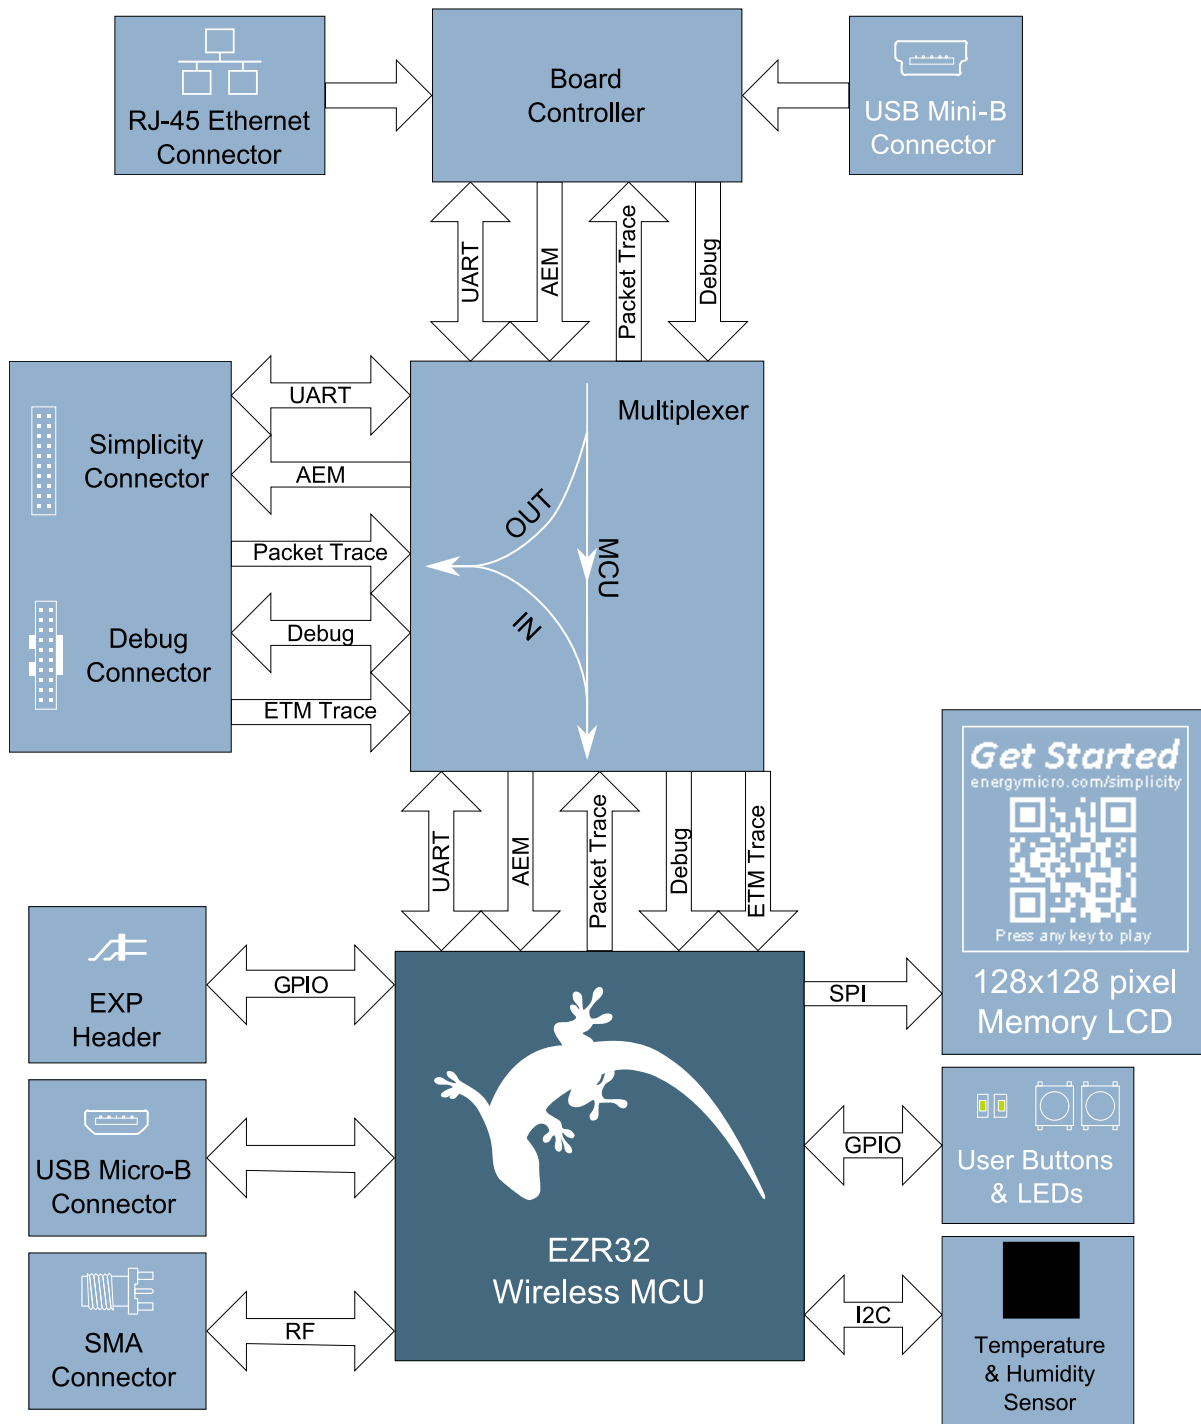 RJ-45 Ethernet
Connector
Board
Controller
USB Mini-B
Connector
UART
AEM
Packet Trace
Debug
Simplicity
Connector
Debug
Connector
UART
AEM
Packet Trace
Debug
ETM Trace
Multiplexer
OUT
MCU
IN
UART
AEM
Packet Trace
Debug
ETM Trace
Get Started
energymicro.com/simplicity
Press any key to play
128x128 pixel
Memory LCD
EXP
Header
GPIO
SPI
USB Micro-B
Connector
GPIO
User Buttons
& LEDs
EZR32
Wireless MCU
SMA
Connector
RF
I2C
Temperature
& Humidity
Sensor